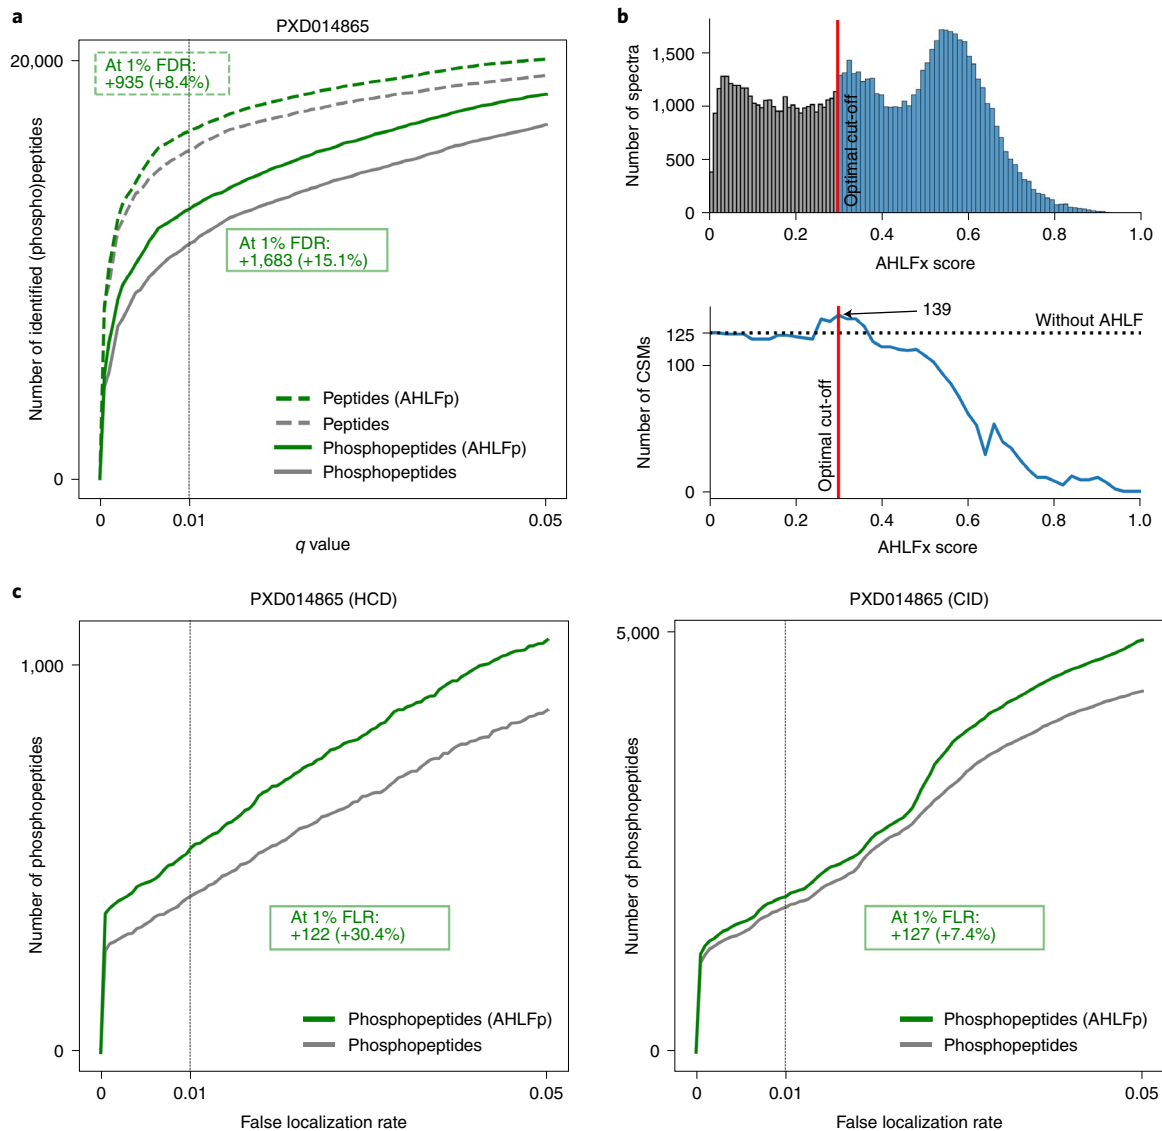 a
PXD014865
20,000
At 1% FDR:
+935 (+8.4%)
At 1% FDR:
+1,683 (+15.1%)
Number of identified (phospho)peptides
Peptides (AHLFp)
Peptides
Phosphopeptides (AHLFp)
Phosphopeptides
0
0
0.01
0.05
q value
b
1,500
1,000
500
0
Number of spectra
Optimal cut-off
0
0.2
0.4
0.6
0.8
1.0
AHLFx score
139
Without AHLF
125
100
0
Number of CSMs
Optimal cut-off
0
0.2
0.4
0.6
0.8
1.0
AHLFx score
c
PXD014865 (HCD)
1,000
Number of phosphopeptides
At 1% FLR:
+122 (+30.4%)
Phosphopeptides (AHLFp)
Phosphopeptides
0
0
0.01
0.05
False localization rate
PXD014865 (CID)
5,000
Number of phosphopeptides
At 1% FLR:
+127 (+7.4%)
Phosphopeptides (AHLFp)
Phosphopeptides
0
0
0.01
0.05
False localization rate